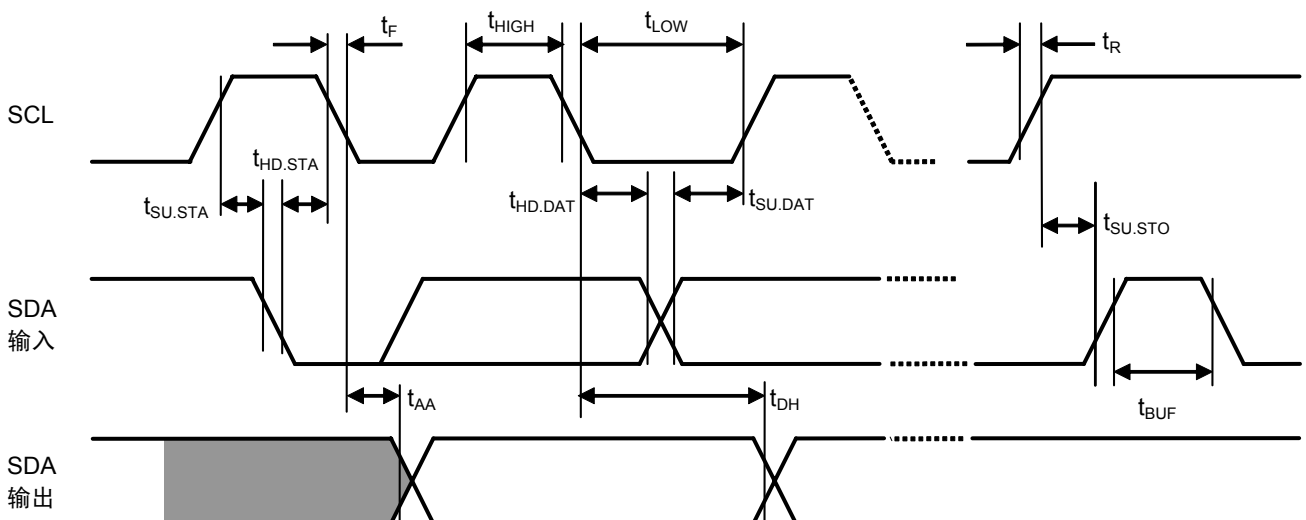 t_F
t_HIGH
t_LOW
t_R
SCL
t_HD.STA
t_SU.STA
t_HD.DAT
t_SU.DAT
t_SU.STO
SDA
输入
t_AA
t_DH
t_BUF
SDA
输出